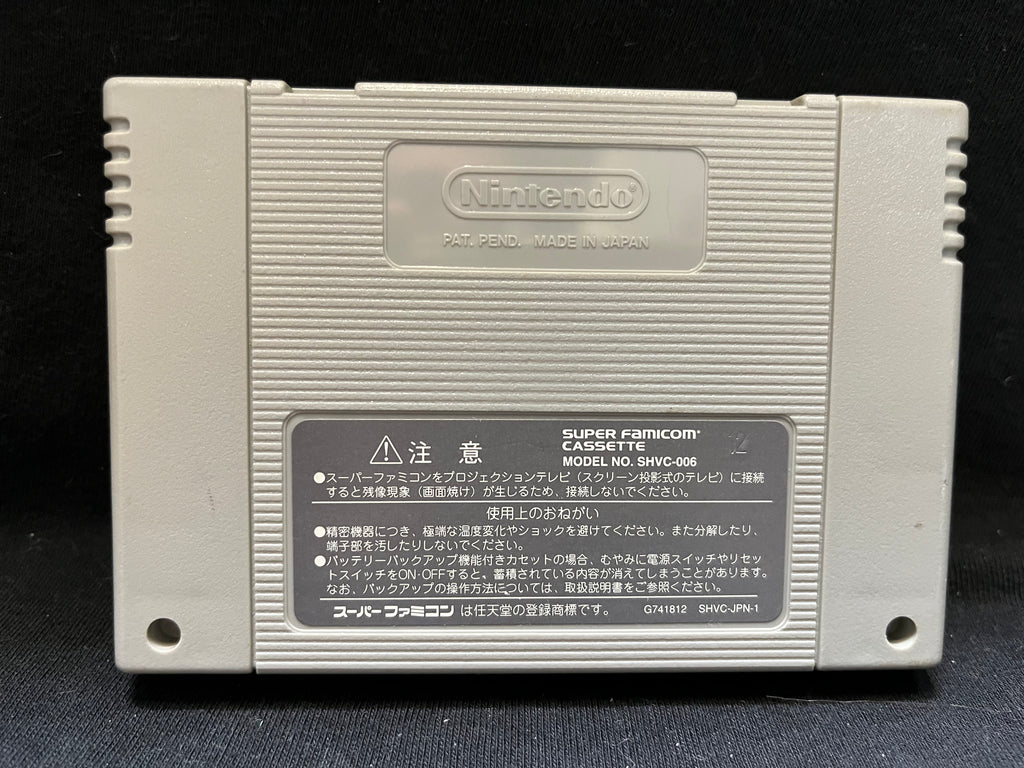 Nintendo®
PAT. PEND. MADE IN JAPAN
注 意
SUPER FAMICOM®
CASSETTE
MODEL NO. SHVC-006
12
●スーパーファミコンをプロジェクションテレビ（スクリーン投影式のテレビ）に接続
すると残像現象（画面焼け）が生じるため、接続しないでください。
使用上のおねがい
●精密機器につき、極端な温度変化やショックを避けてください。また分解したり、
端子部を汚したりしないでください。
●バッテリーバックアップ機能付きカセットの場合、むやみに電源スイッチやリセッ
トスイッチをON・OFFすると、蓄積されている内容が消えてしまうことがあります。
なお、バックアップの操作方法については、取扱説明書をご参照ください。
スーパーファミコン は任天堂の登録商標です。
G741812 SHVC-JPN-1